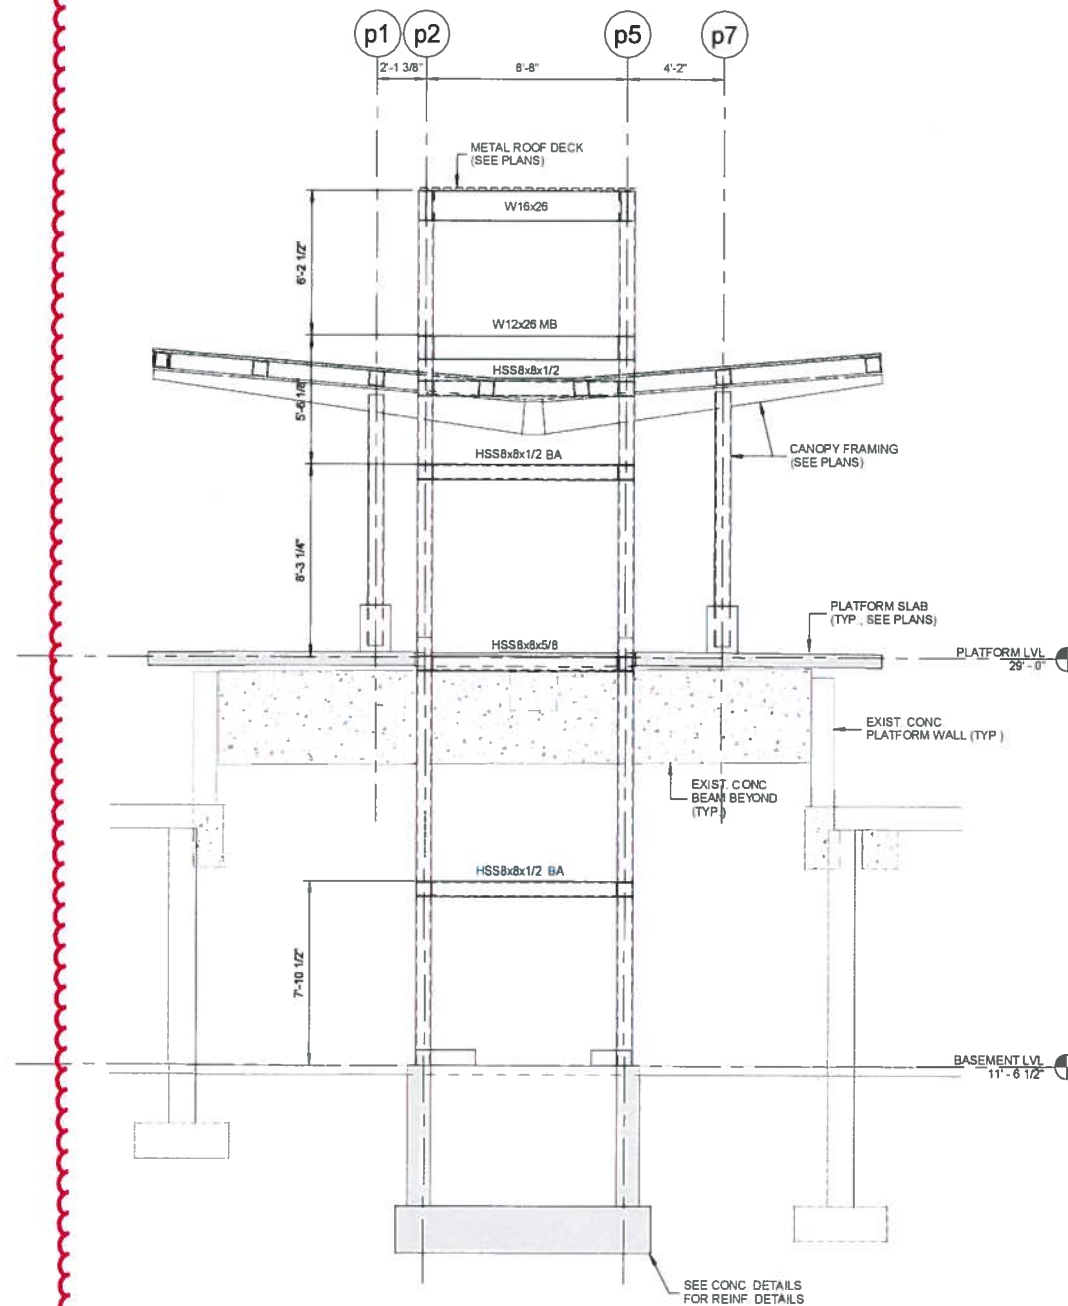 p1 p2 p5 p7
2'-1 3/8" 8'-8" 4'-2"
METAL ROOF DECK
(SEE PLANS)
W16x26
6'-2 1/2"
W12x26 MB
HSS8x8x1/2
5'-6 1/8"
CANOPY FRAMING
(SEE PLANS)
HSS8x8x1/2 BA
8'-3 1/4"
PLATFORM SLAB
(TYP., SEE PLANS)
HSS8x8x5/8
PLATFORM LVL
29' - 0"
EXIST. CONC
PLATFORM WALL (TYP.)
EXIST. CONC
BEAM BEYOND
(TYP.)
HSS8x8x1/2 BA
7'-10 1/2"
BASEMENT LVL
11' - 6 1/2"
SEE CONC. DETAILS
FOR REINF. DETAILS